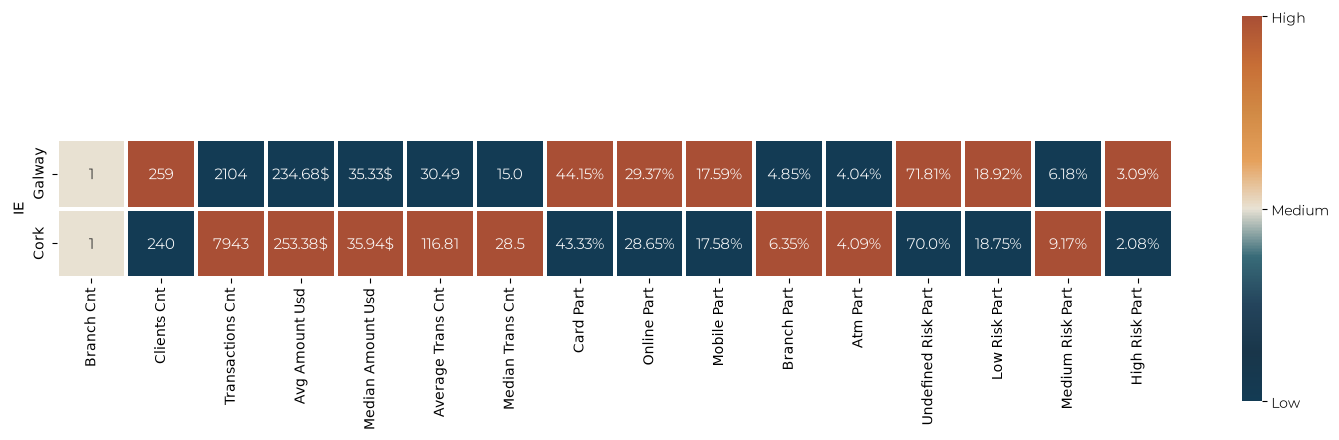 High
Medium
Low
IE
Galway
1 259 2104 234.68$ 35.33$ 30.49 15.0 44.15% 29.37% 17.59% 4.85% 4.04% 71.81% 18.92% 6.18% 3.09%
Cork
1 240 7943 253.38$ 35.94$ 116.81 28.5 43.33% 28.65% 17.58% 6.35% 4.09% 70.0% 18.75% 9.17% 2.08%
Branch Cnt
Clients Cnt
Transactions Cnt
Avg Amount Usd
Median Amount Usd
Average Trans Cnt
Median Trans Cnt
Card Part
Online Part
Mobile Part
Branch Part
Atm Part
Undefined Risk Part
Low Risk Part
Medium Risk Part
High Risk Part